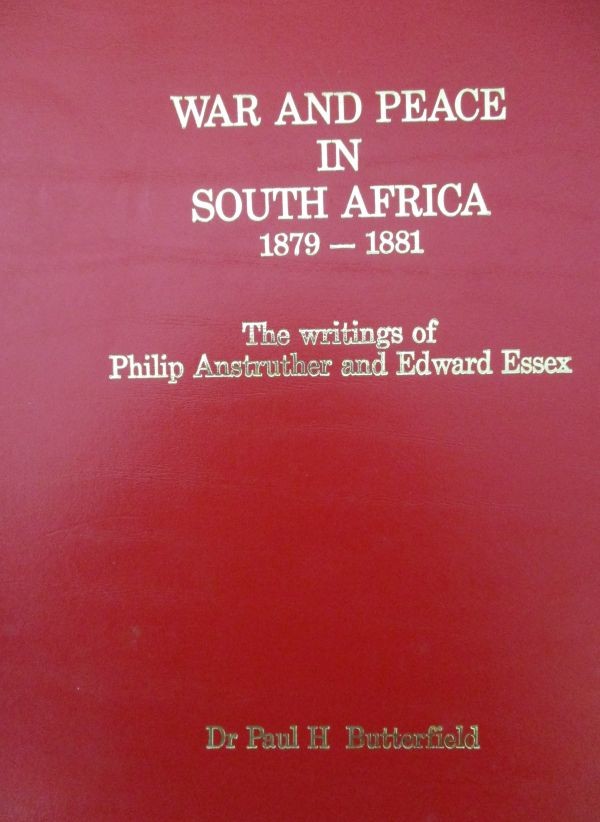 WAR AND PEACE
IN
SOUTH AFRICA
1879 — 1881
The writings of
Philip Anstruther and Edward Essex
Dr Paul H Butterfield